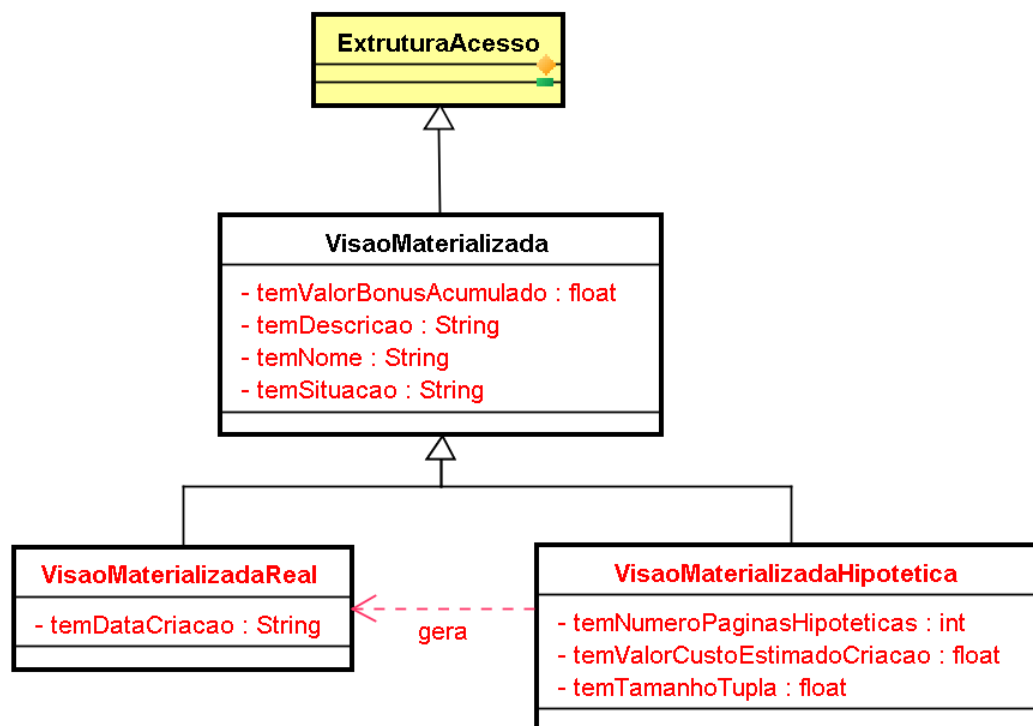 ExtruturaAcesso
VisaoMaterializada
- temValorBonusAcumulado : float
- temDescricao : String
- temNome : String
- temSituacao : String
VisaoMaterializadaReal
- temDataCriacao : String
gera
VisaoMaterializadaHipotetica
- temNumeroPaginasHipoteticas : int
- temValorCustoEstimadoCriacao : float
- temTamanhoTupla : float